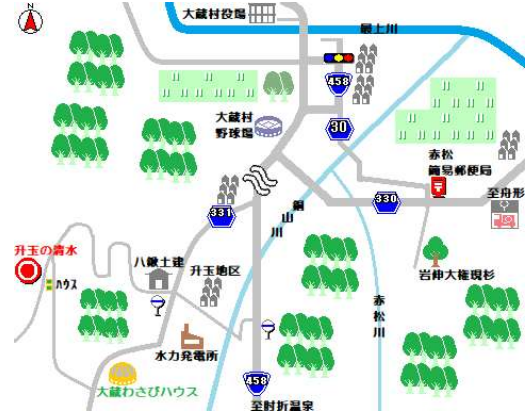 大蔵村役場
最上川
458
30
大蔵村
野球場
赤松
簡易郵便局
331
330
至舟形
銅山川
升玉の清水
八鍬土建
升玉地区
ハウス
岩神大権現杉
赤松川
水力発電所
大蔵わさびハウス
458
至肘折温泉